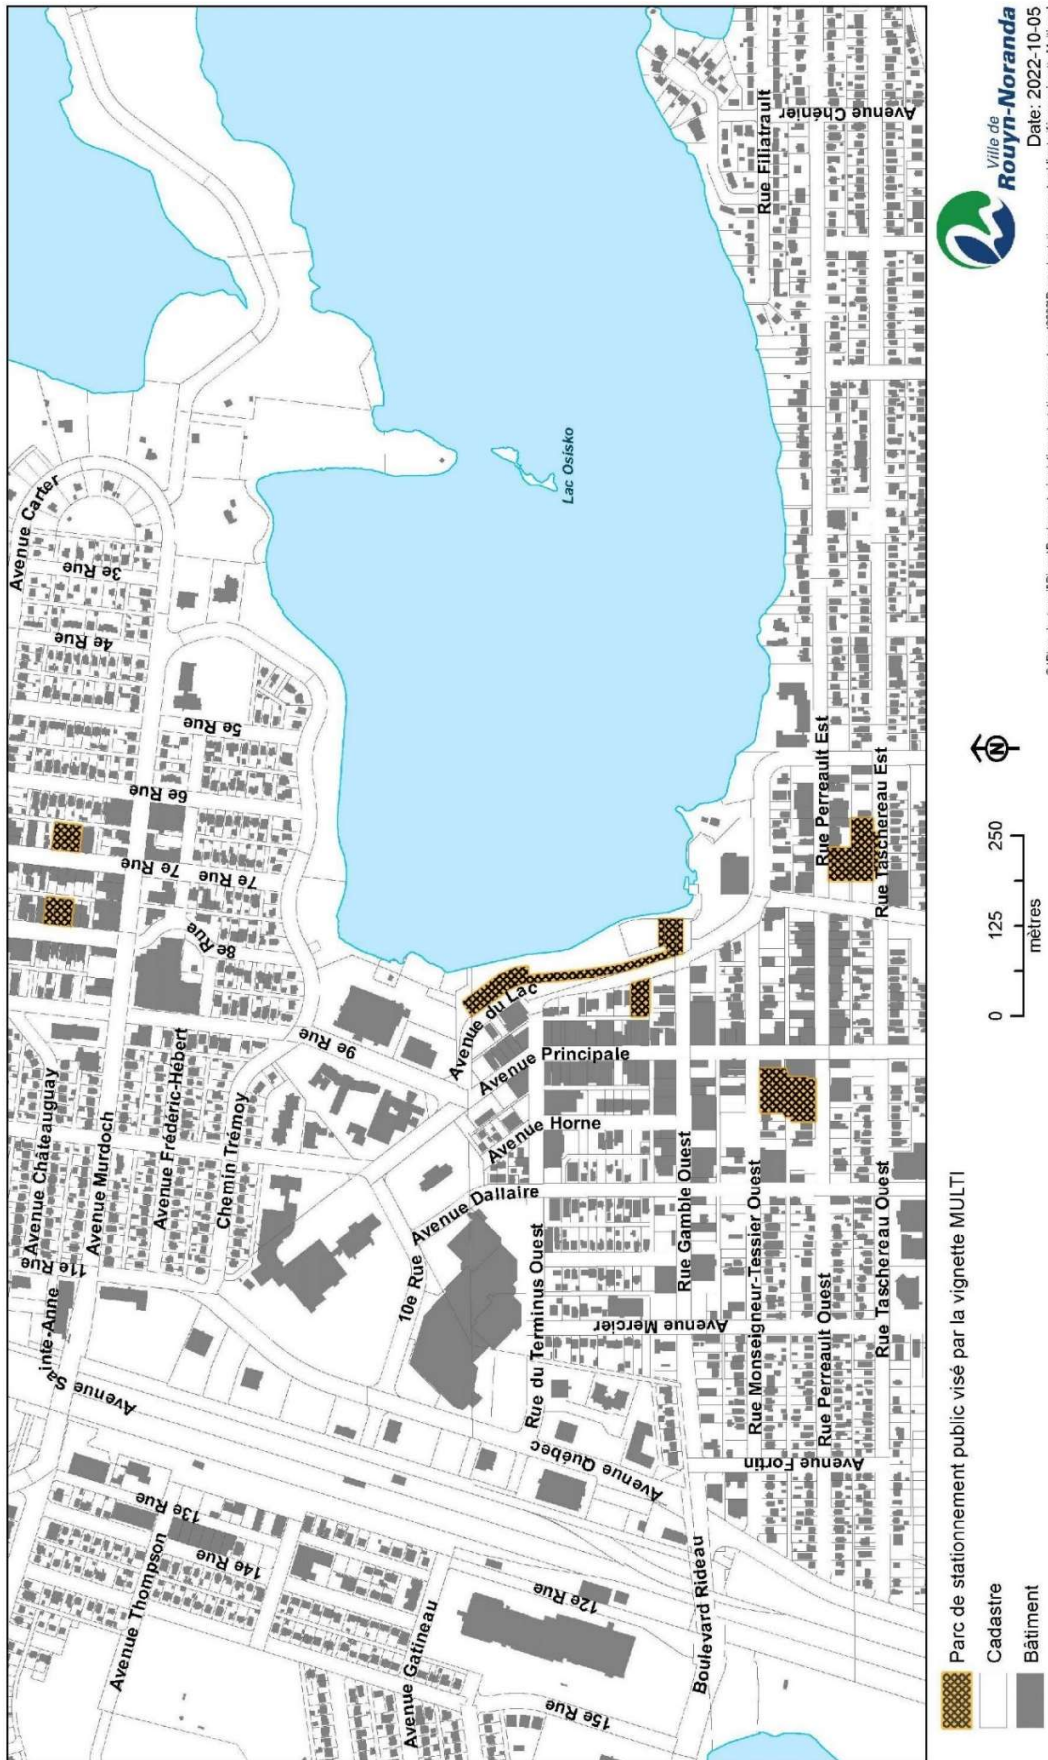 Avenue Carter
3e Rue
4e Rue
5e Rue
6e Rue
7e Rue
7e Rue
8e Rue
9e Rue
Avenue Châteauguay
Avenue Murdoch
Avenue Frédéric-Hébert
Chemin Trémoy
11e Rue
Avenue Sainte-Anne
10e Rue
Avenue Dallaire
Avenue du Lac
Avenue Principale
Avenue Horne
Rue du Terminus Ouest
Avenue Mercier
Avenue Québec
13e Rue
14e Rue
Avenue Thompson
Avenue Gatineau
12e Rue
15e Rue
Boulevard Rideau
Rue Gamble Ouest
Rue Monseigneur-Tessier Ouest
Rue Perreault Ouest
Avenue Fortin
Rue Taschereau Ouest
Rue Perreault Est
Rue Taschereau Est
Rue Filiatrault
Avenue Chénier
Lac Osisko
Parc de stationnement public visé par la vignette MULTI
Cadastre
Bâtiment
0 125 250
mètres
N
Ville de
Rouyn-Noranda
Date: 2022-10-05